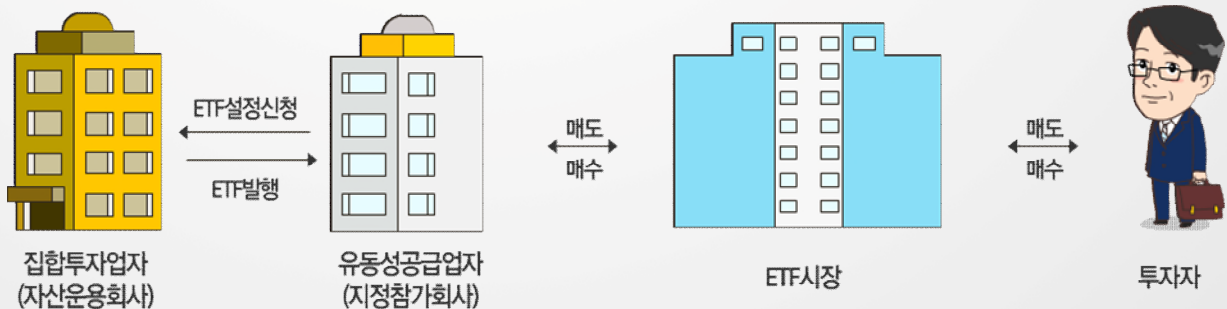 ETF설정신청
ETF발행
매도
매수
매도
매수
집합투자업자
(자산운용회사)
유동성공급업자
(지정참가회사)
ETF시장
투자자